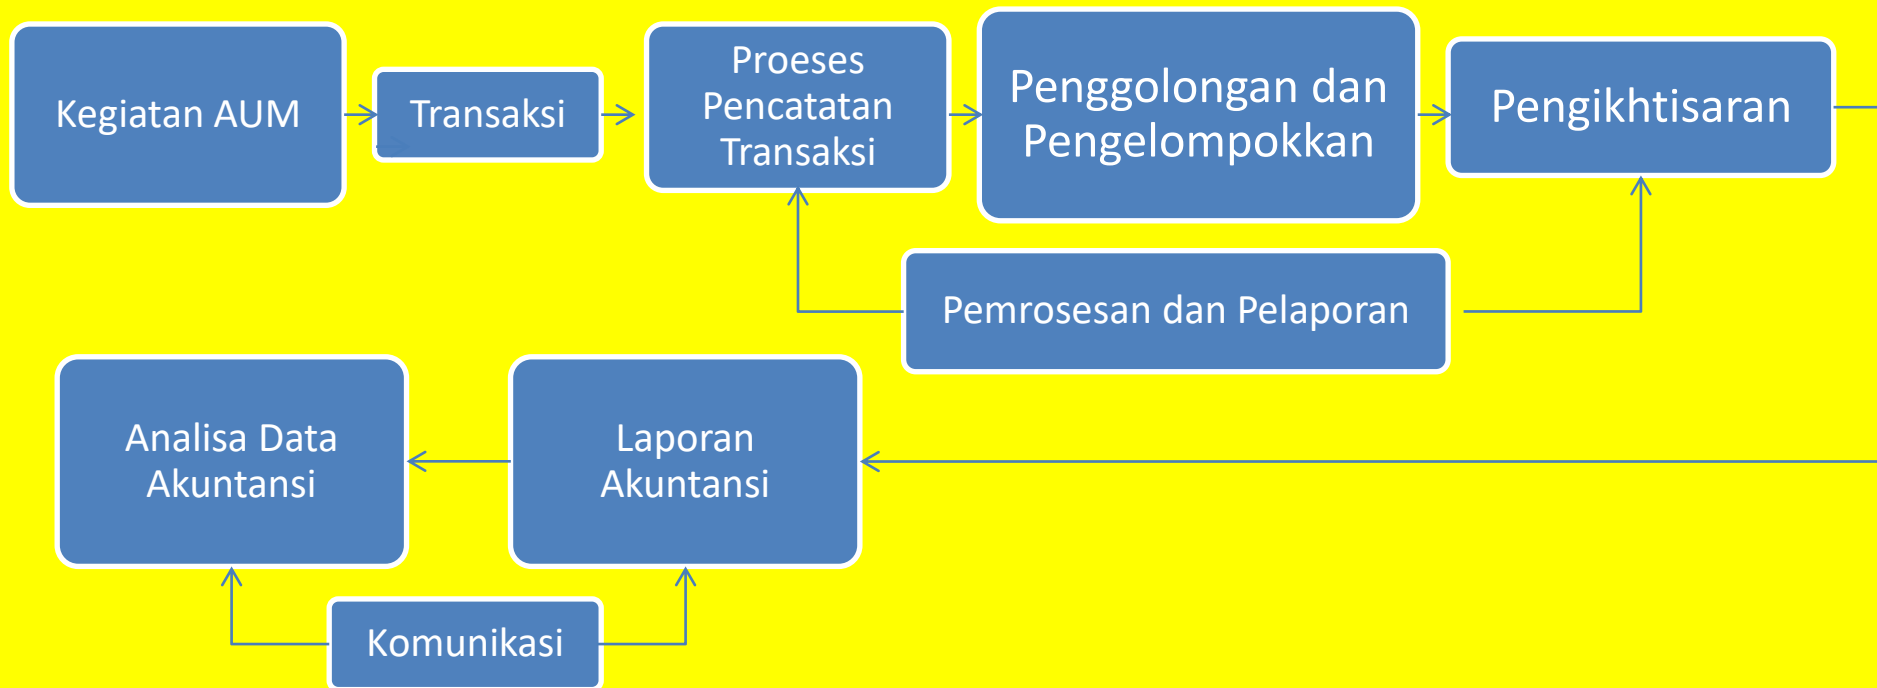 Kegiatan AUM
Transaksi
Proeses
Pencatatan
Transaksi
Penggolongan dan
Pengelompokkan
Pengikhtisaran
Pemrosesan dan Pelaporan
Analisa Data
Akuntansi
Laporan
Akuntansi
Komunikasi